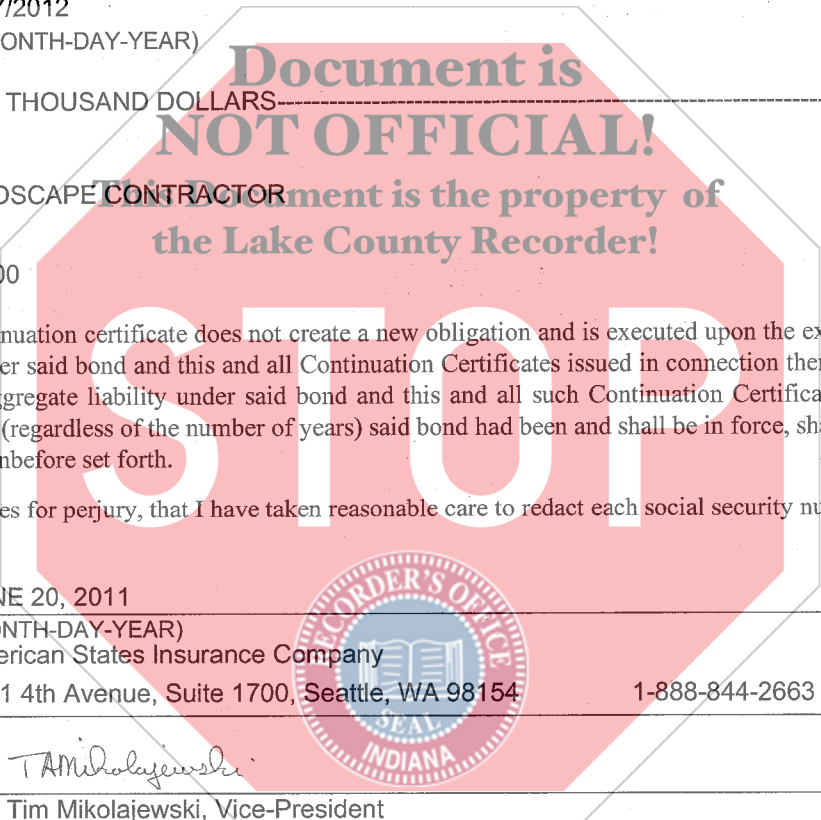 7/2012
ONTH-DAY-YEAR)
Document is
THOUSAND DOLLARS--------------------
NOT OFFICIAL!
DSCAPE CONTRACTOR
This Document is the property of
the Lake County Recorder!
00
nuation certificate does not create a new obligation and is executed upon the ex
er said bond and this and all Continuation Certificates issued in connection ther
ggregate liability under said bond and this and all such Continuation Certifica
(regardless of the number of years) said bond had been and shall be in force, sha
nbefore set forth.
STOP
es for perjury, that I have taken reasonable care to redact each social security nu
NE 20, 2011
ONTH-DAY-YEAR)
erican States Insurance Company
1 4th Avenue, Suite 1700, Seattle, WA 98154 1-888-844-2663
RECORDER'S OFFICE
SEAL
INDIANA
TAMikolajewski
Tim Mikolajewski, Vice-President